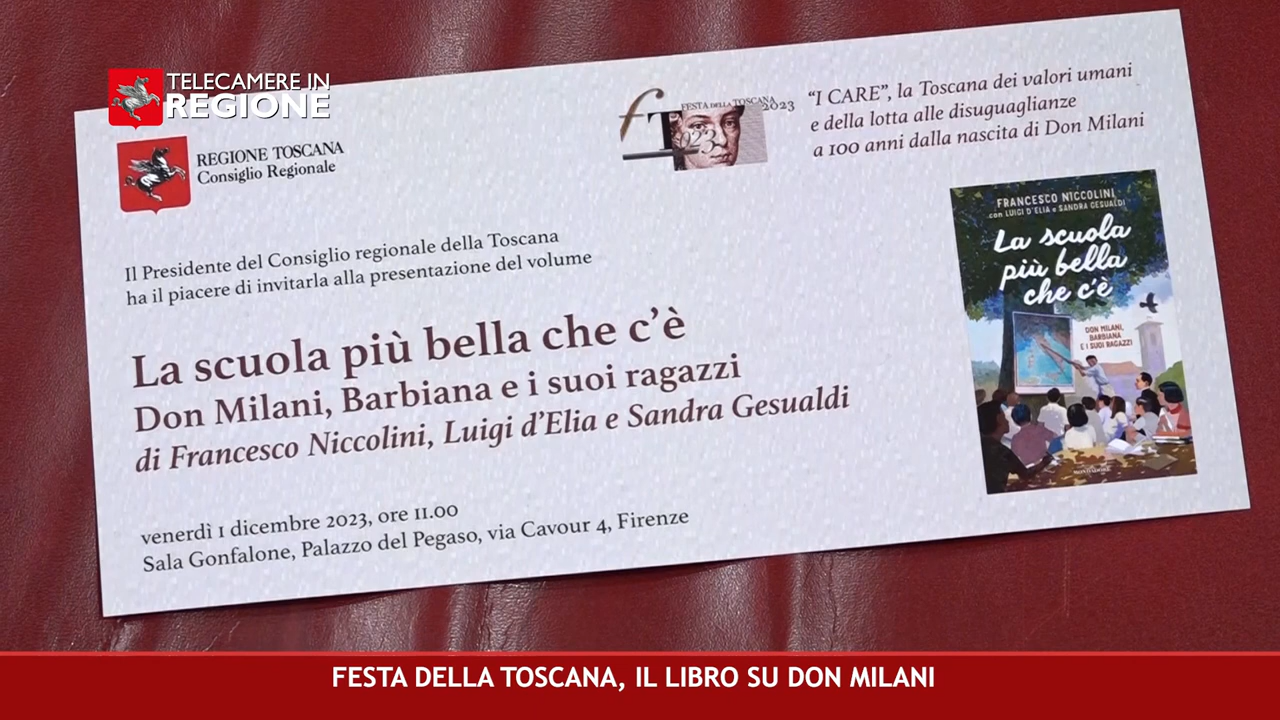 TELECAMERE IN
REGIONE
REGIONE TOSCANA
Consiglio Regionale
FESTA DELLA TOSCANA
2023
"I CARE", la Toscana dei valori umani
e della lotta alle disuguaglianze
a 100 anni dalla nascita di Don Milani
Il Presidente del Consiglio regionale della Toscana
ha il piacere di invitarla alla presentazione del volume
La scuola più bella che c'è
Don Milani, Barbiana e i suoi ragazzi
di Francesco Niccolini, Luigi d'Elia e Sandra Gesualdi
venerdì 1 dicembre 2023, ore 11.00
Sala Gonfalone, Palazzo del Pegaso, via Cavour 4, Firenze
FRANCESCO NICCOLINI
con LUIGI D'ELIA e SANDRA GESUALDI
La scuola
più bella
che c'è
DON MILANI,
BARBIANA
E I SUOI RAGAZZI
MONDADORI
FESTA DELLA TOSCANA, IL LIBRO SU DON MILANI